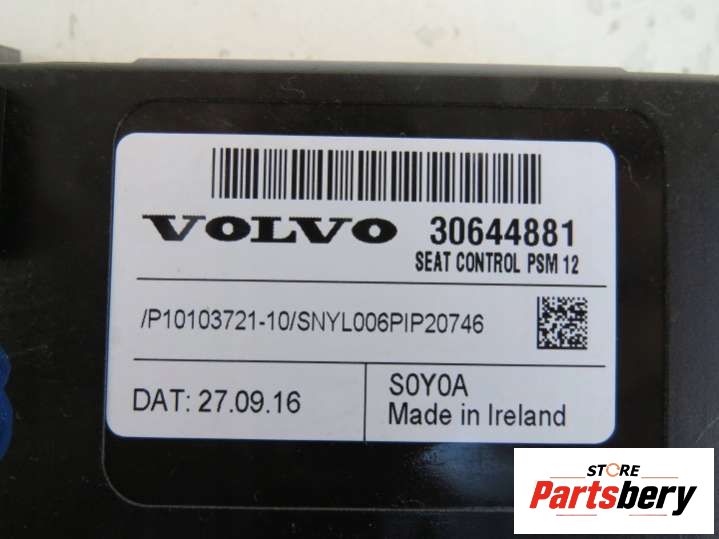 VOLVO 30644881
SEAT CONTROL PSM 12
/P10103721-10/SNYL006PIP20746
DAT: 27.09.16
S0Y0A
Made in Ireland
STORE
Partsbery